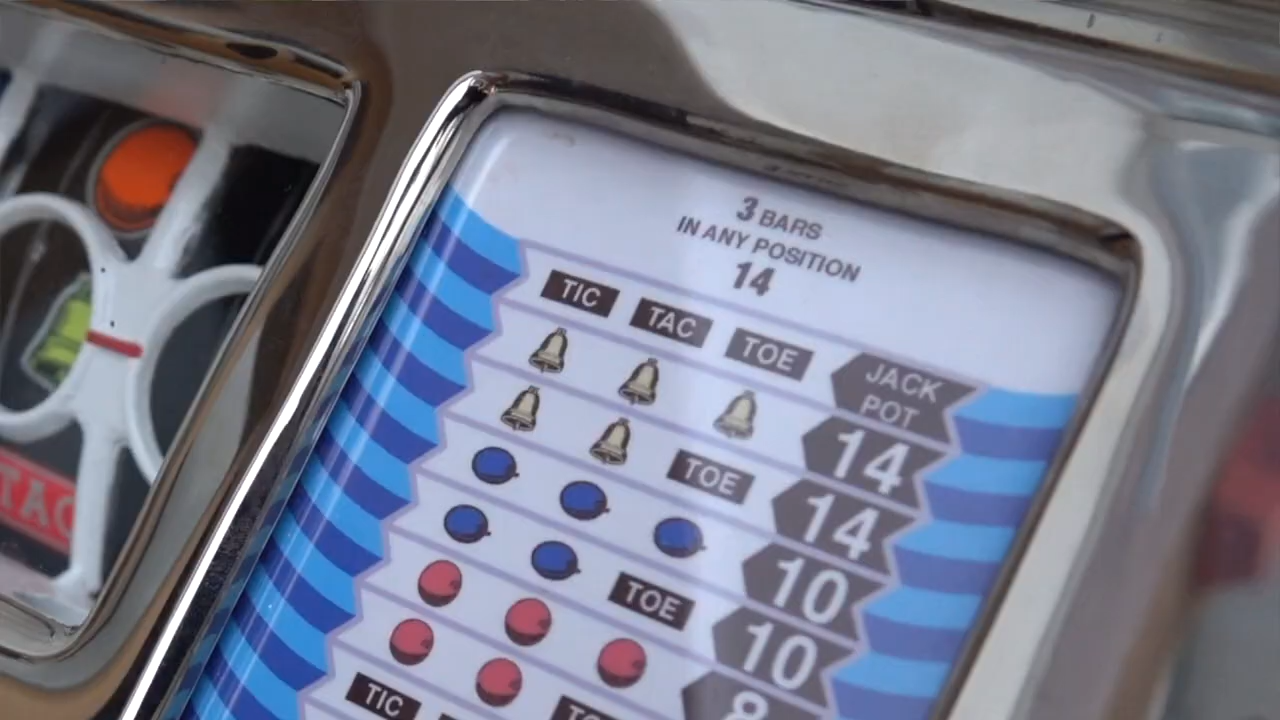 3 BARS
IN ANY POSITION
14
TIC TAC TOE JACK POT
14
TOE 14
10
TOE 10
8
TIC
TAC